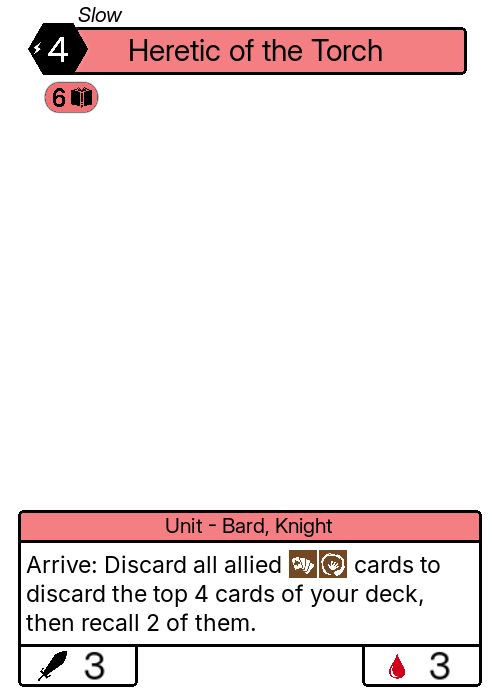 Slow
4 Heretic of the Torch
6
Unit - Bard, Knight
Arrive: Discard all allied cards to
discard the top 4 cards of your deck,
then recall 2 of them.
3 3